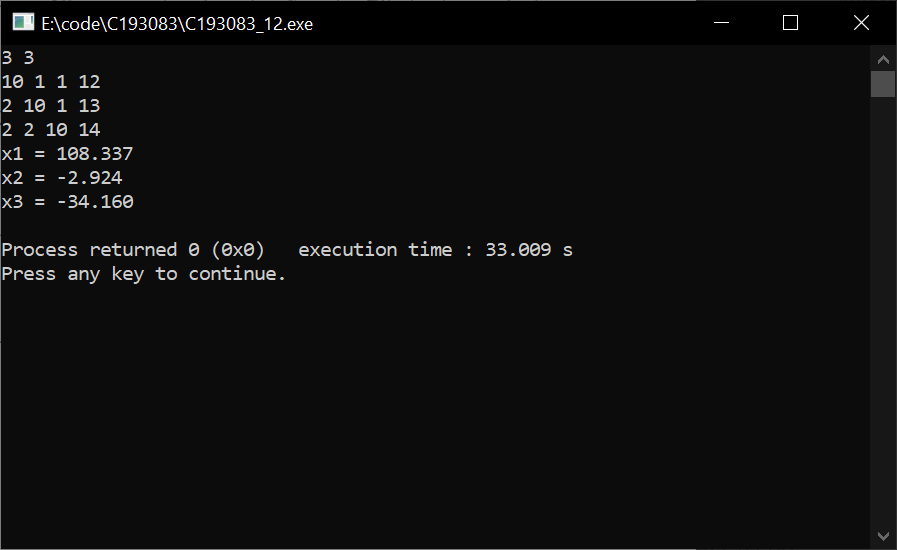 E:\code\C193083\C193083_12.exe
3 3
10 1 1 12
2 10 1 13
2 2 10 14
x1 = 108.337
x2 = -2.924
x3 = -34.160
Process returned 0 (0x0)   execution time : 33.009 s
Press any key to continue.